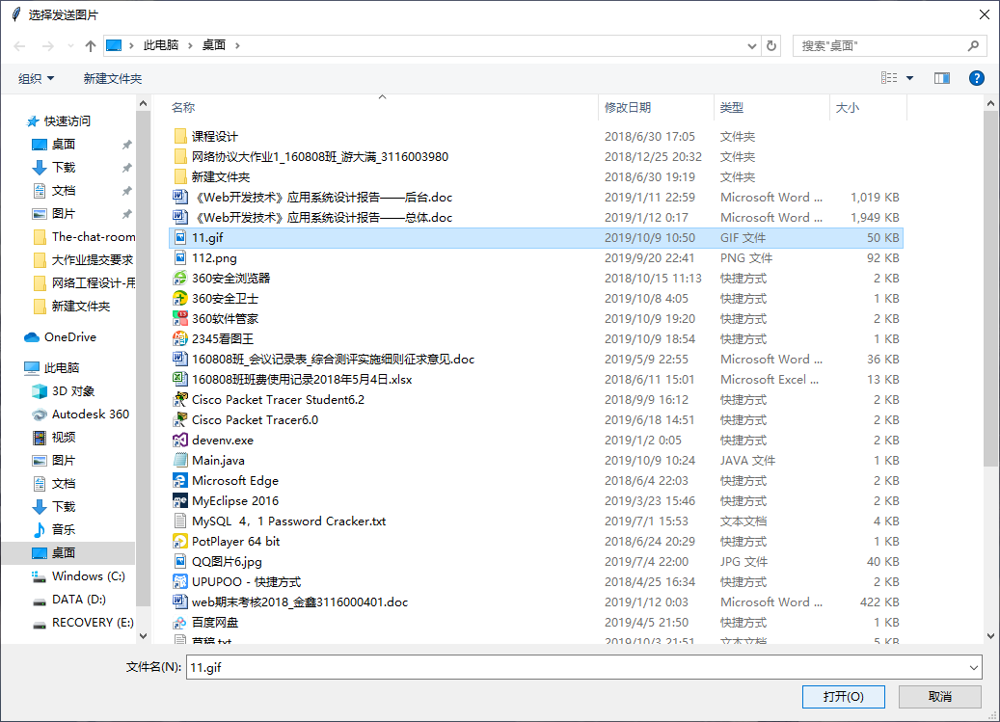 选择发送图片
此电脑 桌面
搜索"桌面"
组织 新建文件夹
名称 修改日期 类型 大小
快速访问
桌面
下载
文档
图片
The-chat-room
大作业提交要求
网络工程设计-用
新建文件夹
OneDrive
此电脑
3D 对象
Autodesk 360
视频
图片
文档
下载
音乐
桌面
Windows (C:)
DATA (D:)
RECOVERY (E:)
课程设计 2018/6/30 17:05 文件夹
网络协议大作业1_160808班_游大满_3116003980 2018/12/25 20:32 文件夹
新建文件夹 2018/6/30 19:19 文件夹
《Web开发技术》应用系统设计报告——后台.doc 2019/1/11 22:59 Microsoft Word ... 1,019 KB
《Web开发技术》应用系统设计报告——总体.doc 2019/1/12 0:17 Microsoft Word ... 1,949 KB
11.gif 2019/10/9 10:50 GIF 文件 50 KB
112.png 2019/9/20 22:41 PNG 文件 92 KB
360安全浏览器 2018/10/15 11:13 快捷方式 2 KB
360安全卫士 2019/10/8 4:05 快捷方式 1 KB
360软件管家 2019/10/9 19:20 快捷方式 2 KB
2345看图王 2019/10/9 18:54 快捷方式 1 KB
160808班_会议记录表_综合测评实施细则征求意见.doc 2019/5/9 22:55 Microsoft Word ... 36 KB
160808班班费使用记录2018年5月4日.xlsx 2018/6/11 15:01 Microsoft Excel ... 13 KB
Cisco Packet Tracer Student6.2 2018/9/9 16:12 快捷方式 2 KB
Cisco Packet Tracer6.0 2019/6/18 14:51 快捷方式 2 KB
devenv.exe 2019/1/2 0:05 快捷方式 2 KB
Main.java 2019/10/9 10:24 JAVA 文件 1 KB
Microsoft Edge 2018/6/4 22:03 快捷方式 2 KB
MyEclipse 2016 2019/3/23 15:46 快捷方式 2 KB
MySQL 4，1 Password Cracker.txt 2019/7/1 15:53 文本文档 4 KB
PotPlayer 64 bit 2018/6/24 20:29 快捷方式 1 KB
QQ图片6.jpg 2019/7/4 22:00 JPG 文件 40 KB
UPUPOO - 快捷方式 2018/4/25 16:34 快捷方式 2 KB
web期末考核2018_金鑫3116000401.doc 2019/1/12 0:03 Microsoft Word ... 422 KB
百度网盘 2019/4/5 21:50 快捷方式 1 KB
草稿.txt 2019/10/3 21:51 文本文档 5 KB
文件名(N): 11.gif
打开(O) 取消